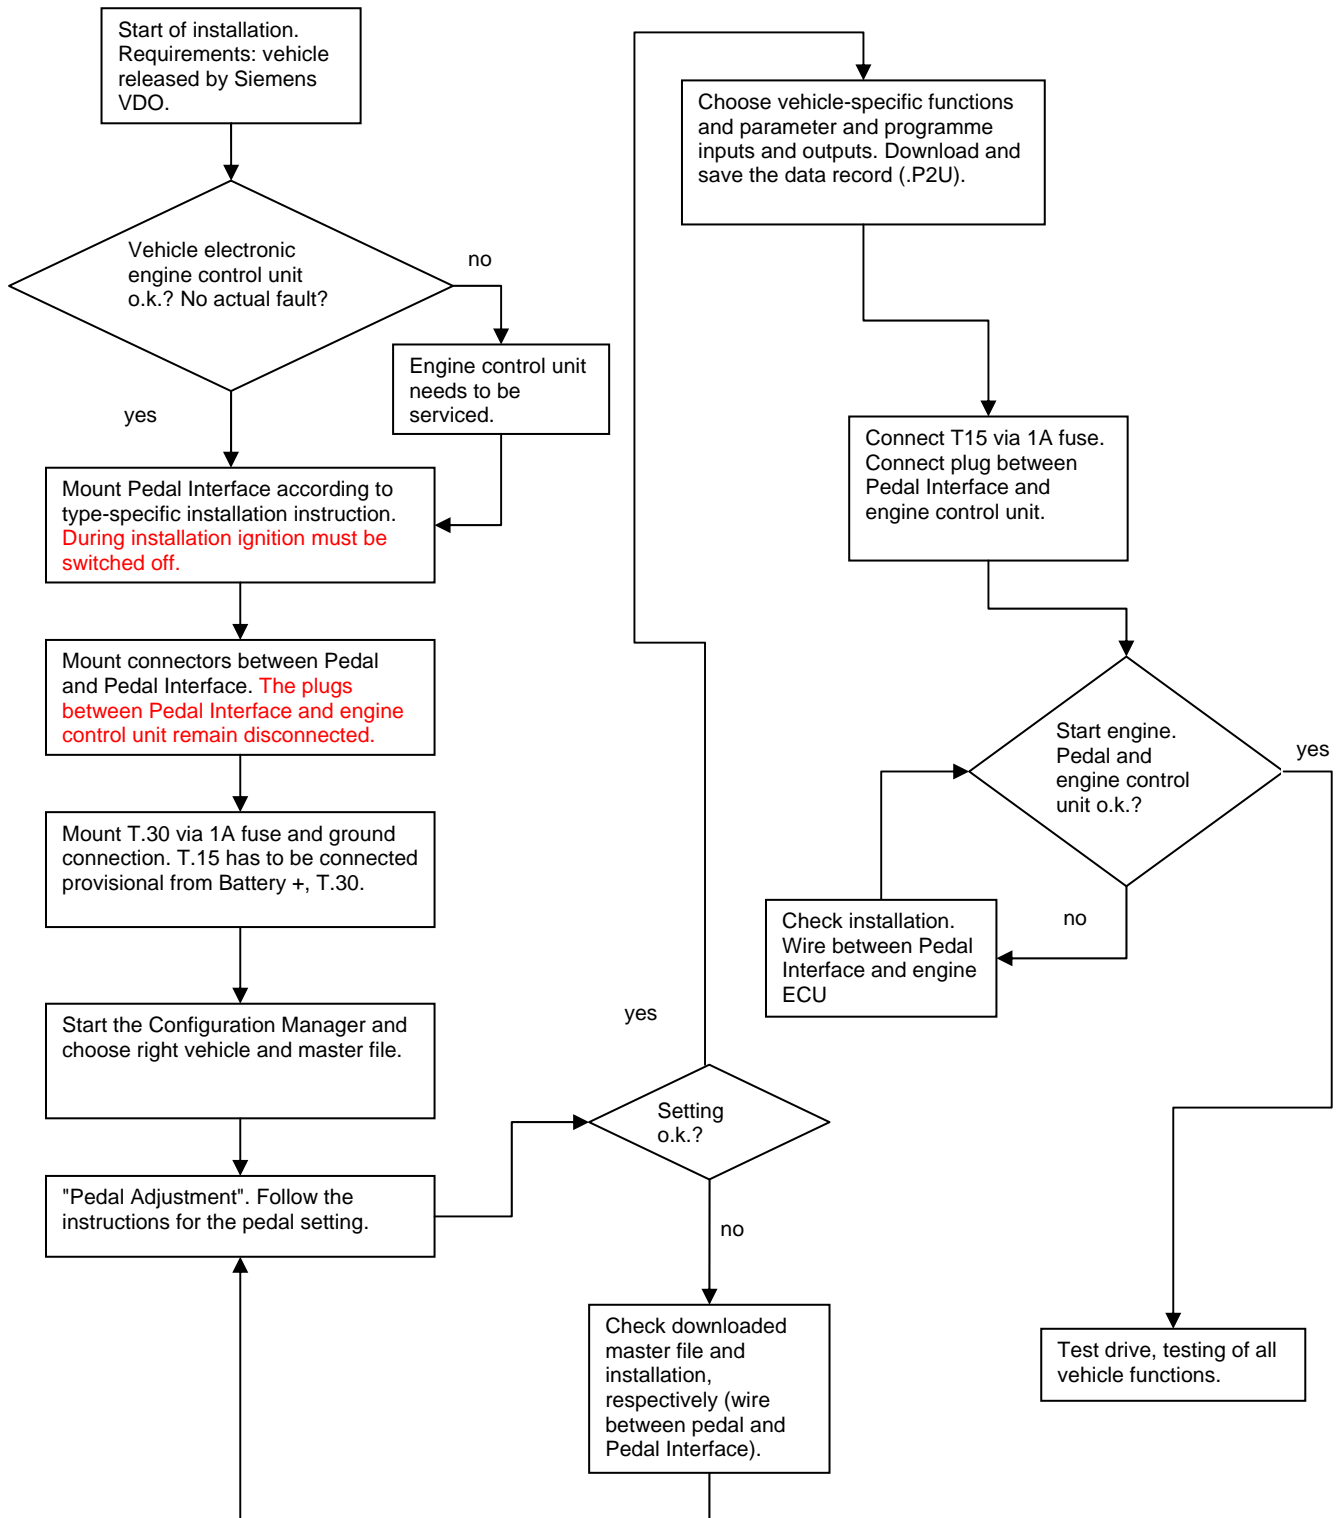 Start of installation.
Requirements: vehicle
released by Siemens
VDO.
Vehicle electronic
engine control unit
o.k.? No actual fault?
no
Engine control unit
needs to be
serviced.
yes
Mount Pedal Interface according to
type-specific installation instruction.
During installation ignition must be
switched off.
Mount connectors between Pedal
and Pedal Interface. The plugs
between Pedal Interface and engine
control unit remain disconnected.
Mount T.30 via 1A fuse and ground
connection. T.15 has to be connected
provisional from Battery +, T.30.
Start the Configuration Manager and
choose right vehicle and master file.
"Pedal Adjustment". Follow the
instructions for the pedal setting.
Setting
o.k.?
yes
no
Check downloaded
master file and
installation,
respectively (wire
between pedal and
Pedal Interface).
Choose vehicle-specific functions
and parameter and programme
inputs and outputs. Download and
save the data record (.P2U).
Connect T15 via 1A fuse.
Connect plug between
Pedal Interface and
engine control unit.
Start engine.
Pedal and
engine control
unit o.k.?
yes
no
Check installation.
Wire between Pedal
Interface and engine
ECU
Test drive, testing of all
vehicle functions.